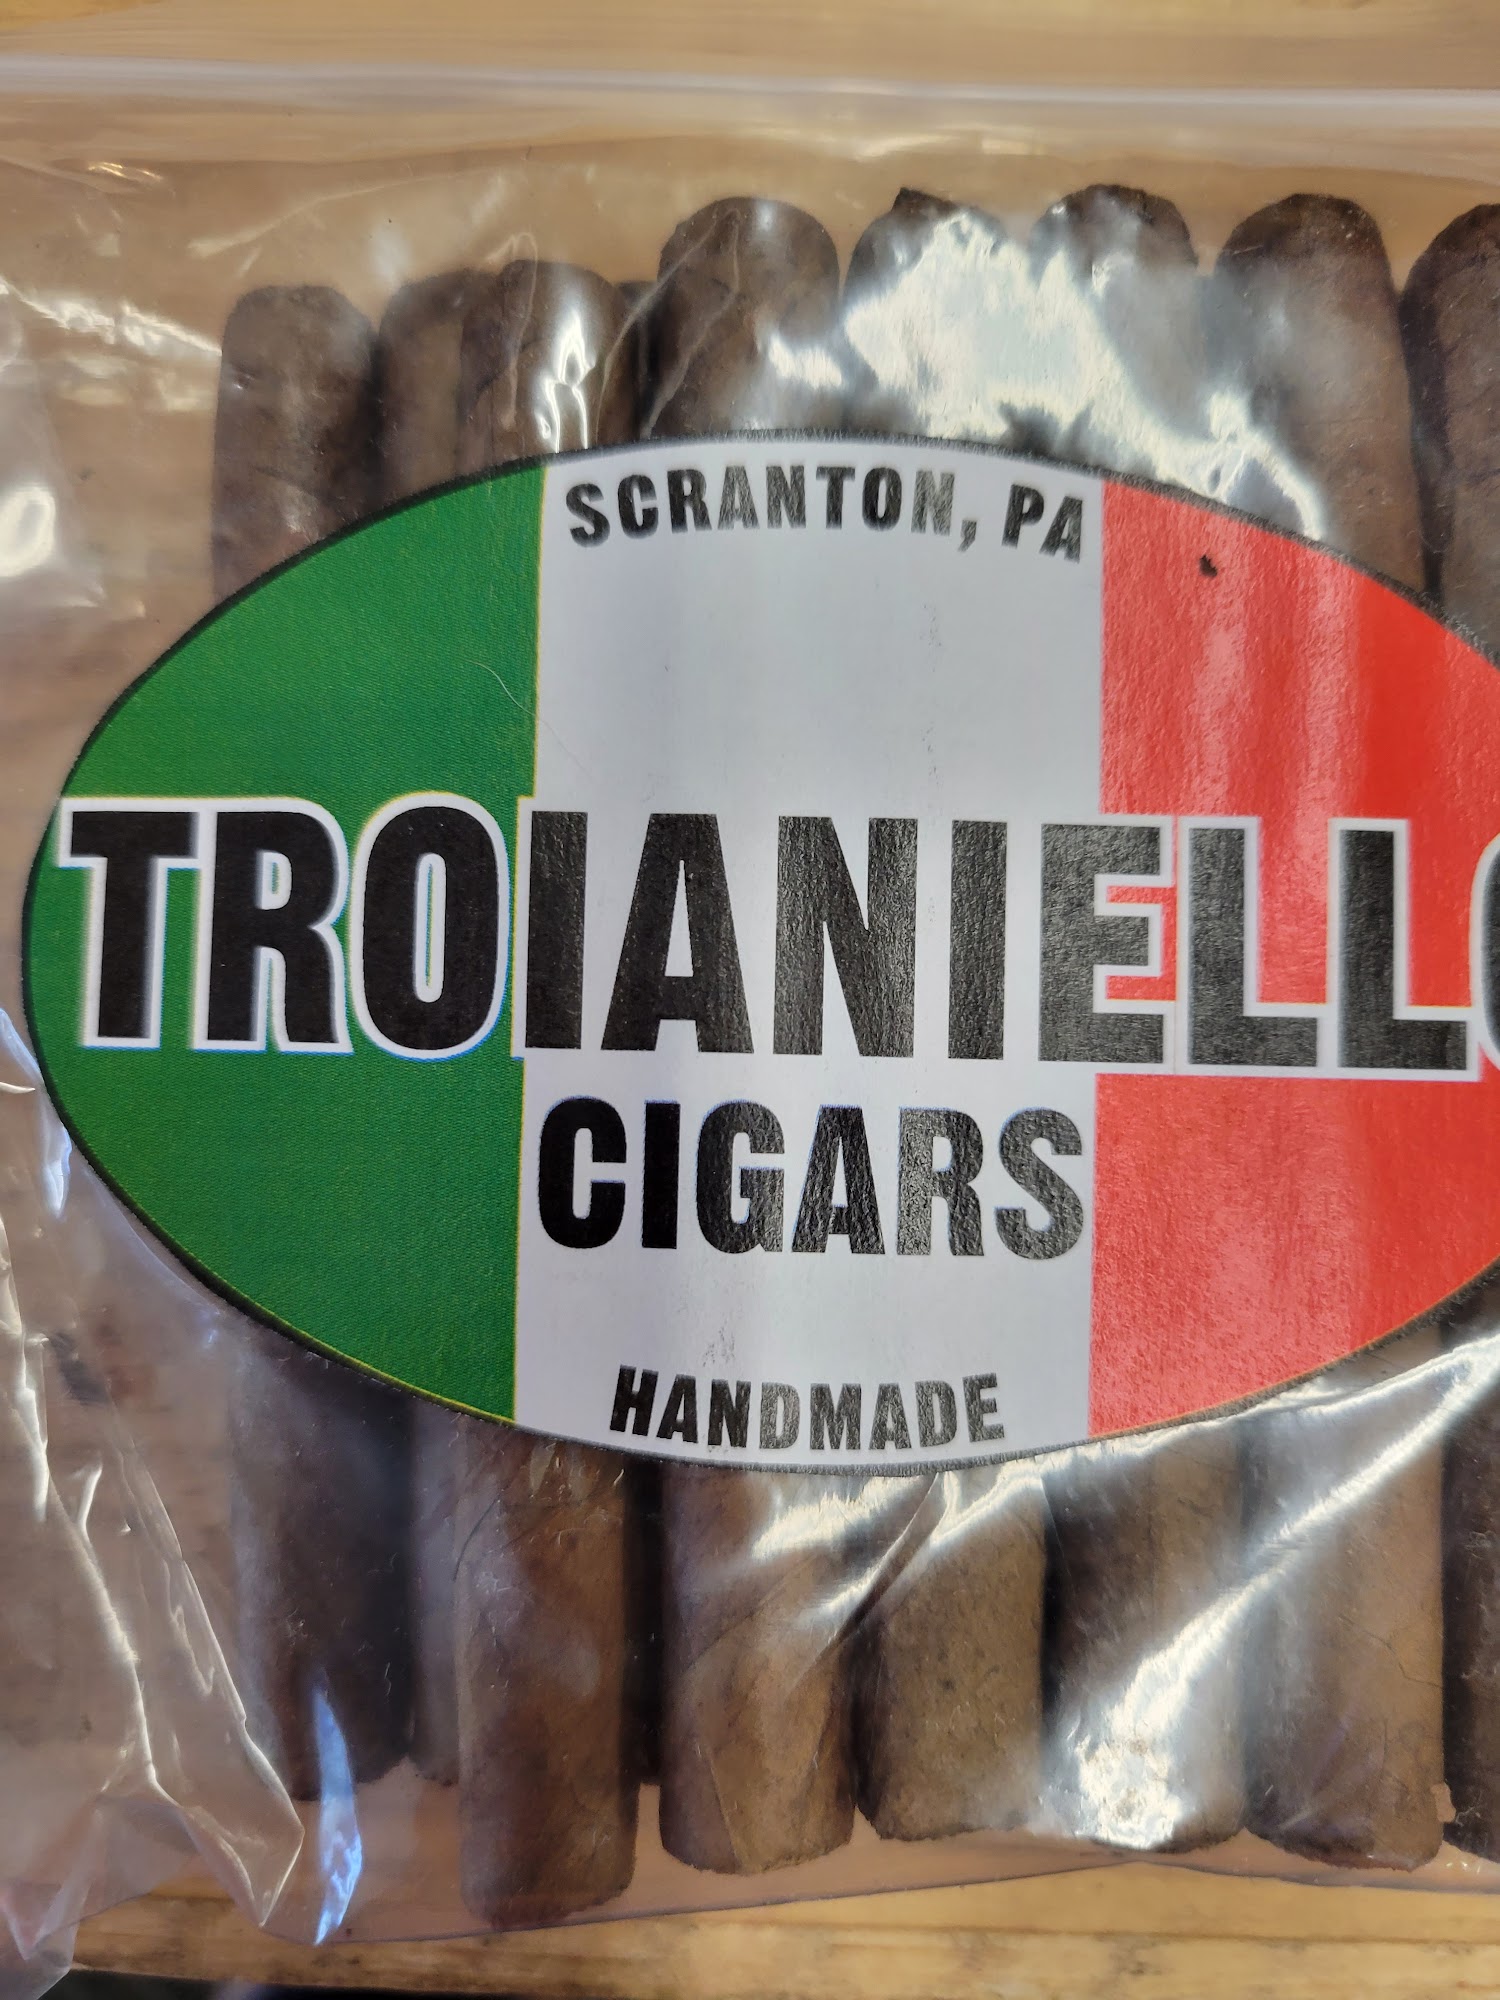 SCRANTON, PA
TROIANIELLO
CIGARS
HANDMADE